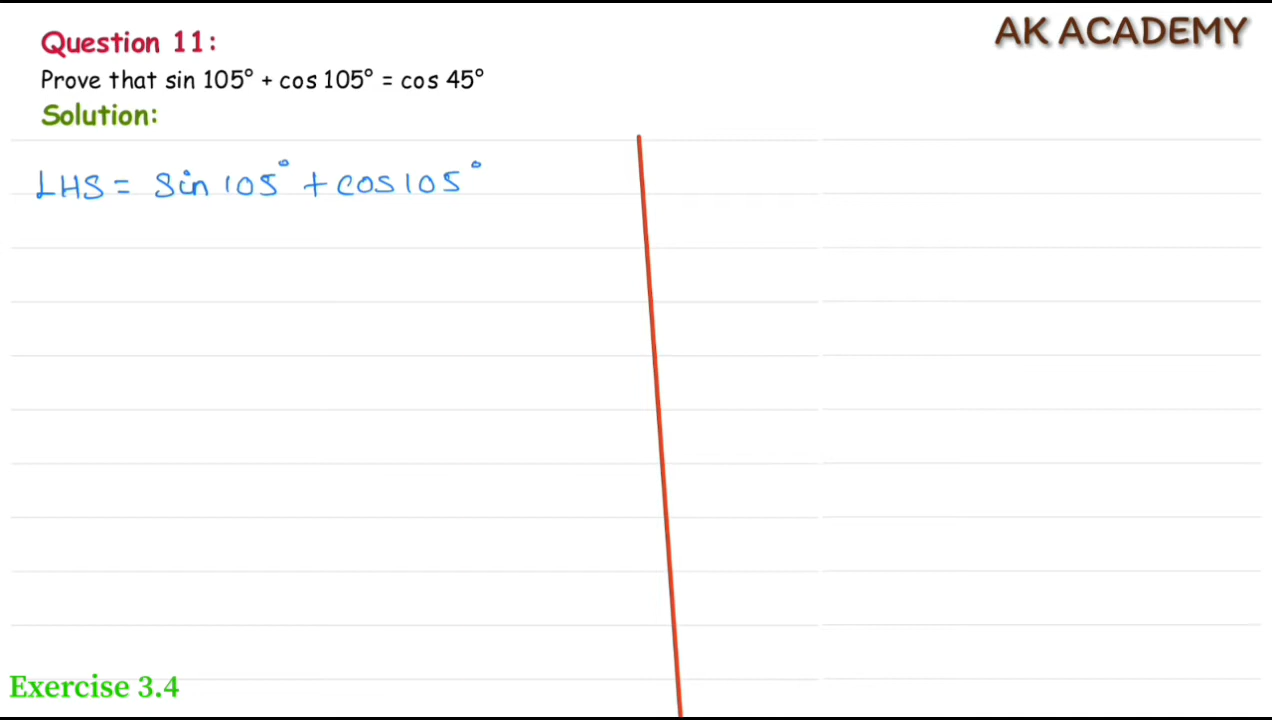 AK ACADEMY
Question 11:
Prove that sin 105° + cos 105° = cos 45°
Solution:
LHS = Sin 105° + cos 105°
Exercise 3.4